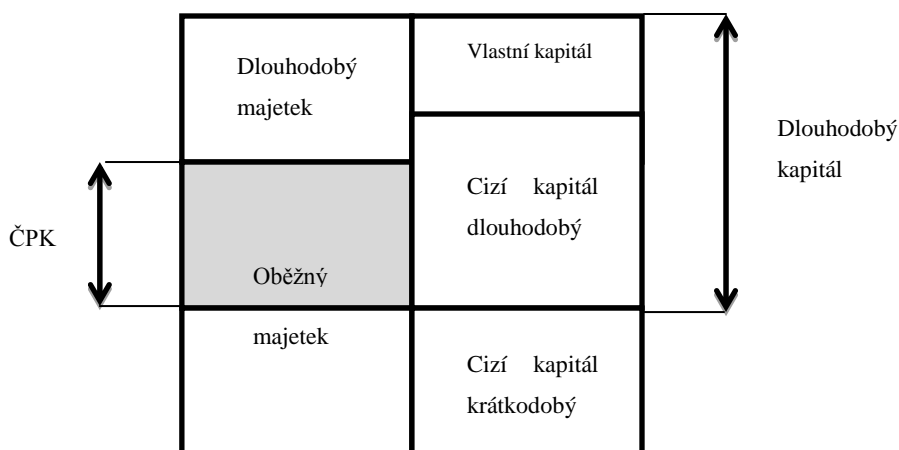 Dlouhodobý
majetek
Vlastní kapitál
Dlouhodobý
kapitál
Cizí kapitál
dlouhodobý
ČPK
Oběžný
majetek
Cizí kapitál
krátkodobý